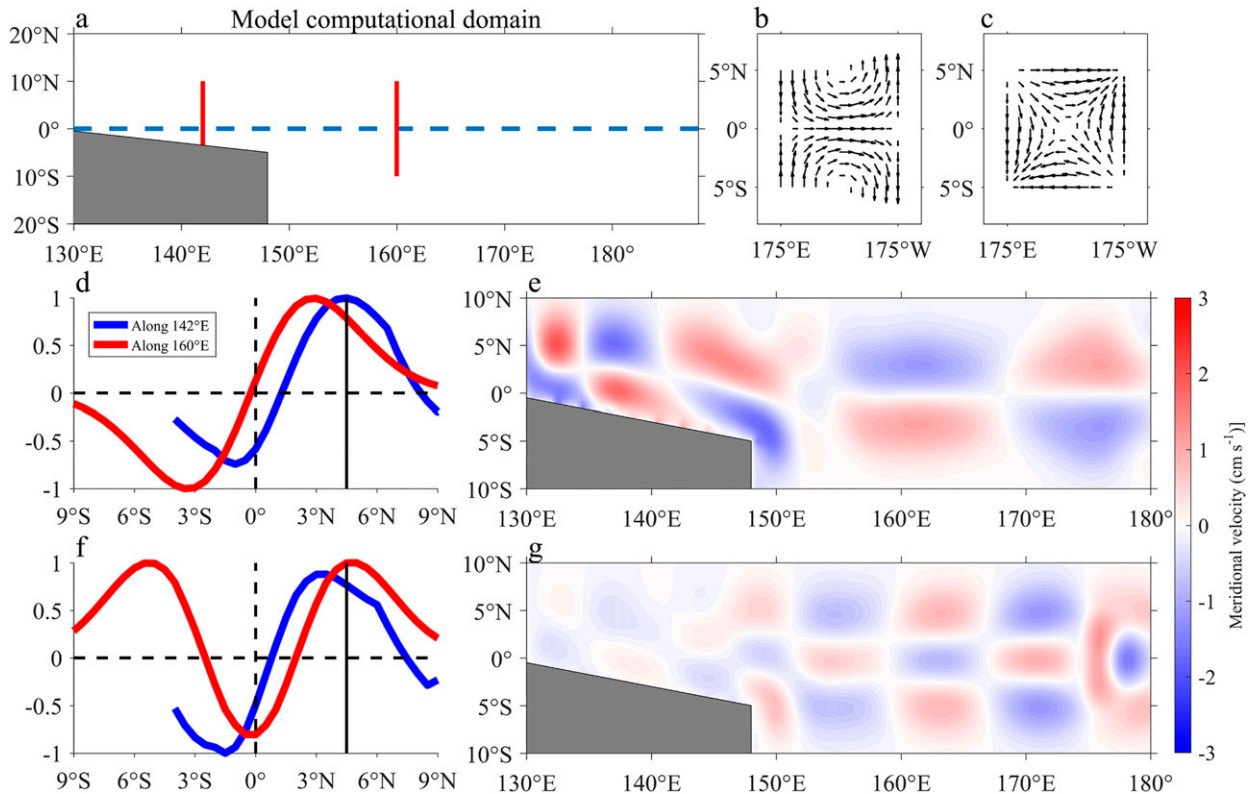 a Model computational domain b c
20°N
10°N
0°
10°S
20°S
130°E 140°E 150°E 160°E 170°E 180°
5°N
0°
5°S
175°E 175°W
5°N
0°
5°S
175°E 175°W
d
Along 142°E
Along 160°E
1
0.5
0
-0.5
-1
9°S 6°S 3°S 0° 3°N 6°N 9°N
e
10°N
5°N
0°
5°S
10°S
130°E 140°E 150°E 160°E 170°E 180°
f
1
0.5
0
-0.5
-1
9°S 6°S 3°S 0° 3°N 6°N 9°N
g
10°N
5°N
0°
5°S
10°S
130°E 140°E 150°E 160°E 170°E 180°
3
2
1
0
-1
-2
-3
Meridional velocity (cm s⁻¹)]